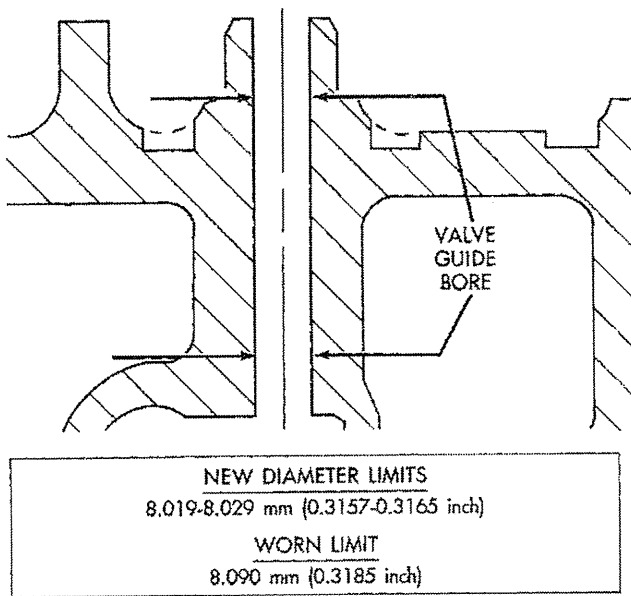 VALVE
GUIDE
BORE
NEW DIAMETER LIMITS
8.019-8.029 mm (0.3157-0.3165 inch)
WORN LIMIT
8.090 mm (0.3185 inch)